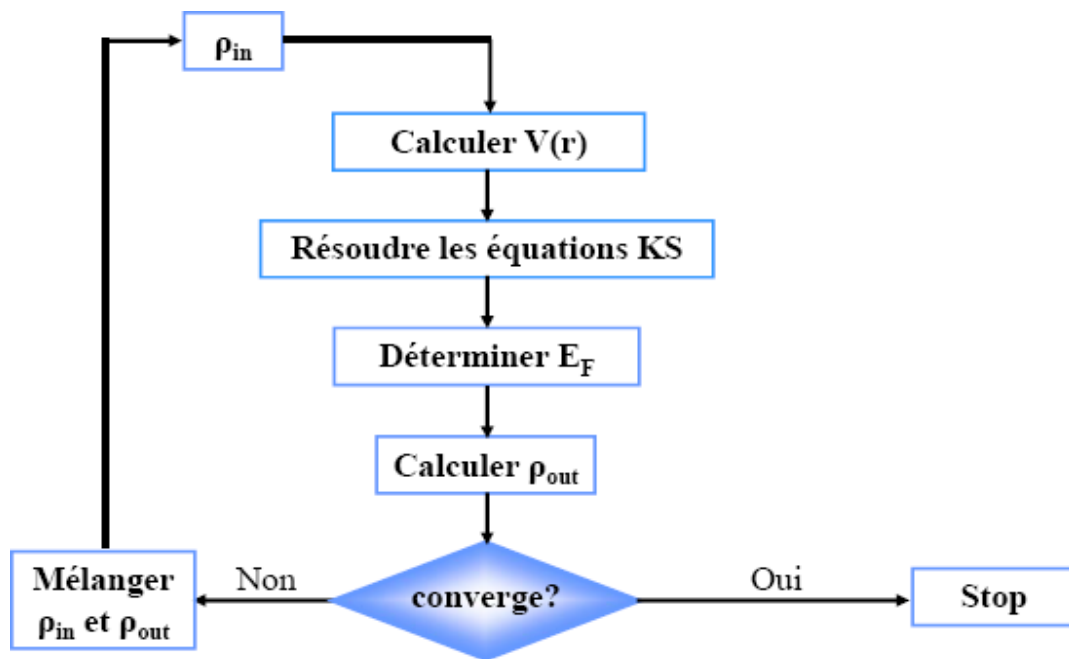 ρin
Calculer V(r)
Résoudre les équations KS
Déterminer EF
Calculer ρout
converge?
Non
Mélanger
ρin et ρout
Oui
Stop